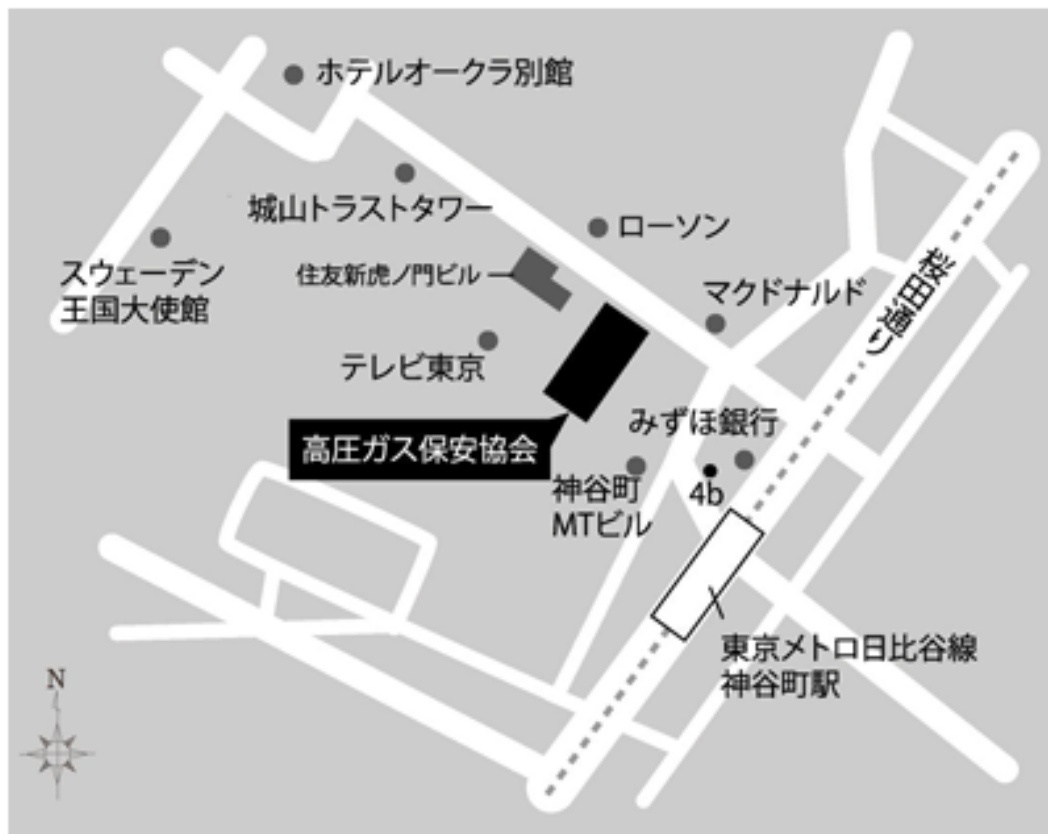 ホテルオークラ別館
城山トラストタワー
ローソン
スウェーデン
王国大使館
住友新虎ノ門ビル
マクドナルド
桜田通り
テレビ東京
みずほ銀行
高圧ガス保安協会
神谷町
MTビル
4b
東京メトロ日比谷線
神谷町駅
N